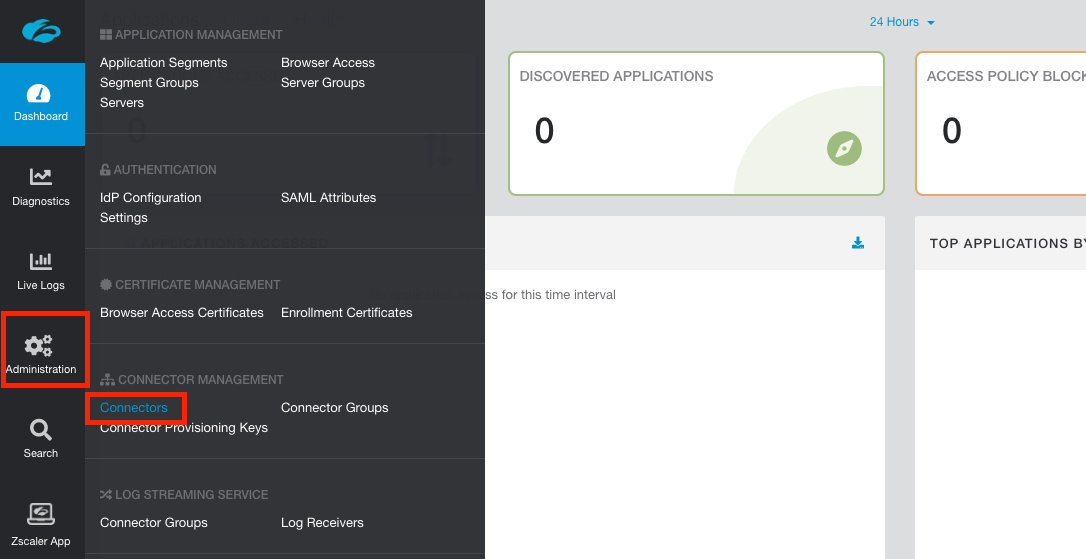 Dashboard
Diagnostics
Live Logs
Administration
Search
Zscaler App
APPLICATION MANAGEMENT
Application Segments Browser Access
Segment Groups Server Groups
Servers
AUTHENTICATION
IdP Configuration SAML Attributes
Settings
CERTIFICATE MANAGEMENT
Browser Access Certificates Enrollment Certificates
CONNECTOR MANAGEMENT
Connectors Connector Groups
Connector Provisioning Keys
LOG STREAMING SERVICE
Connector Groups Log Receivers
24 Hours
DISCOVERED APPLICATIONS
0
ACCESS POLICY BLOCK
0
0
TOP APPLICATIONS BY
for this time interval